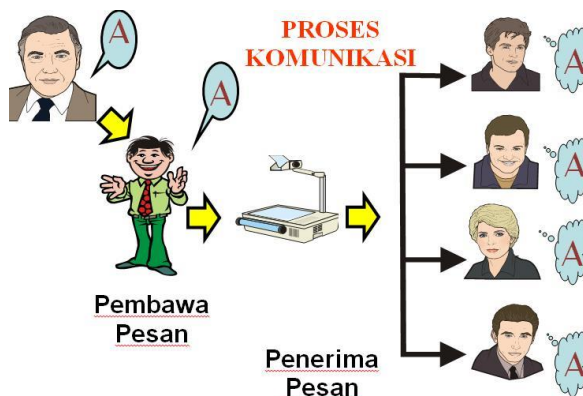 A
PROSES
KOMUNIKASI
A
A
A
A
A
Pembawa
Pesan
Penerima
Pesan